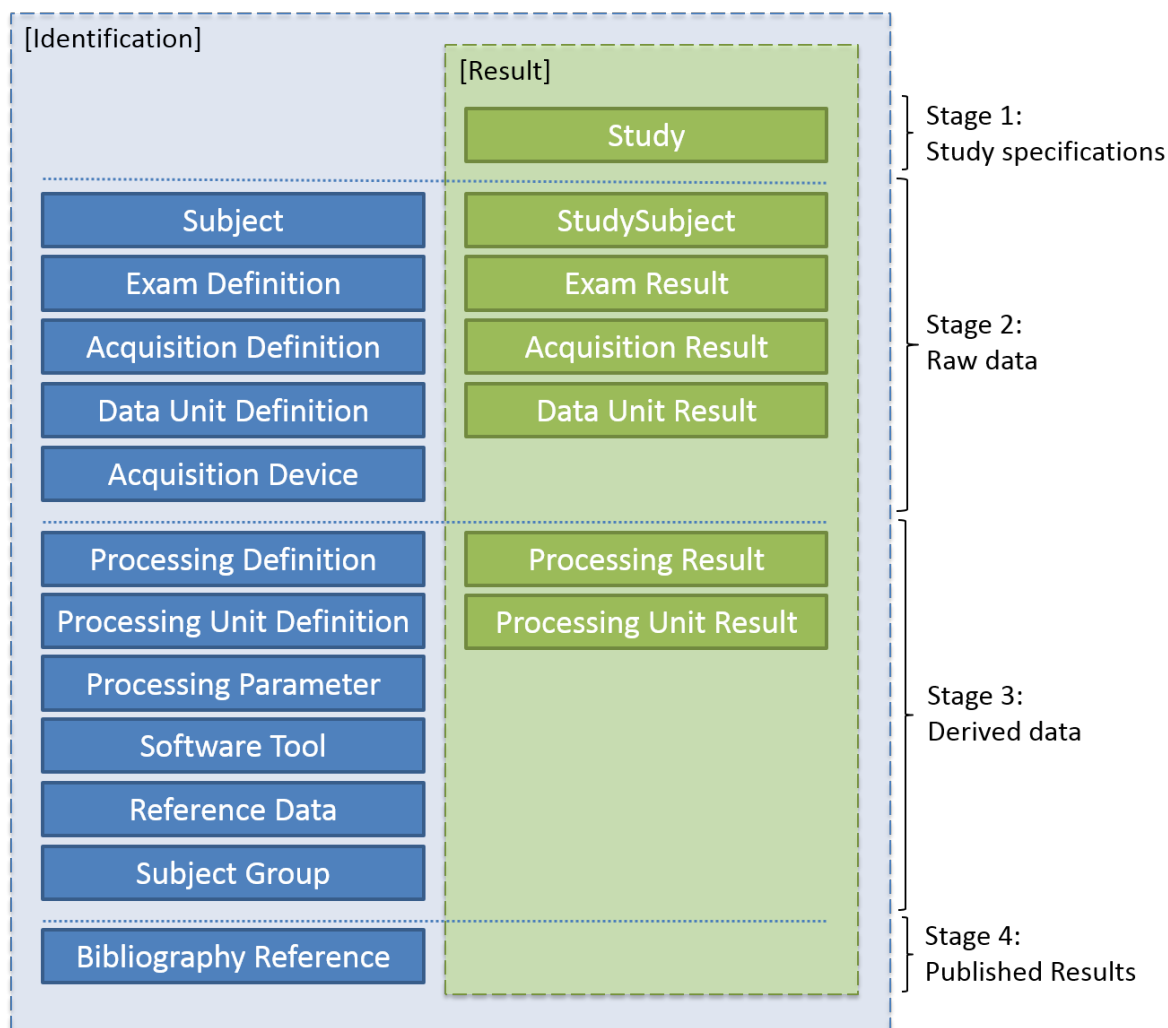 [Identification]
[Result]
Study
Stage 1:
Study specifications
Subject
StudySubject
Exam Definition
Exam Result
Acquisition Definition
Acquisition Result
Data Unit Definition
Data Unit Result
Acquisition Device
Stage 2:
Raw data
Processing Definition
Processing Result
Processing Unit Definition
Processing Unit Result
Processing Parameter
Software Tool
Reference Data
Subject Group
Stage 3:
Derived data
Bibliography Reference
Stage 4:
Published Results